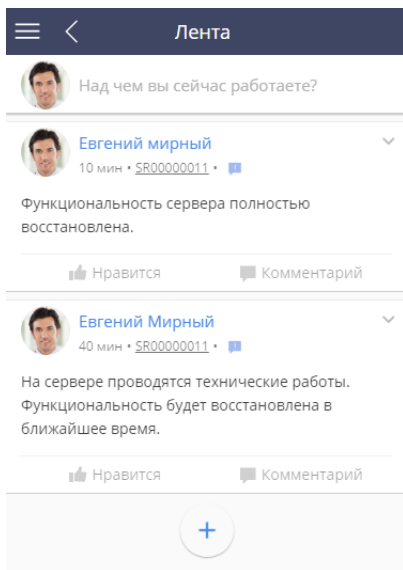 Лента
Над чем вы сейчас работаете?
Евгений мирный
10 мин • SR00000011 •
Функциональность сервера полностью
восстановлена.
Нравится Комментарий
Евгений Мирный
40 мин • SR00000011 •
На сервере проводятся технические работы.
Функциональность будет восстановлена в
ближайшее время.
Нравится Комментарий
+